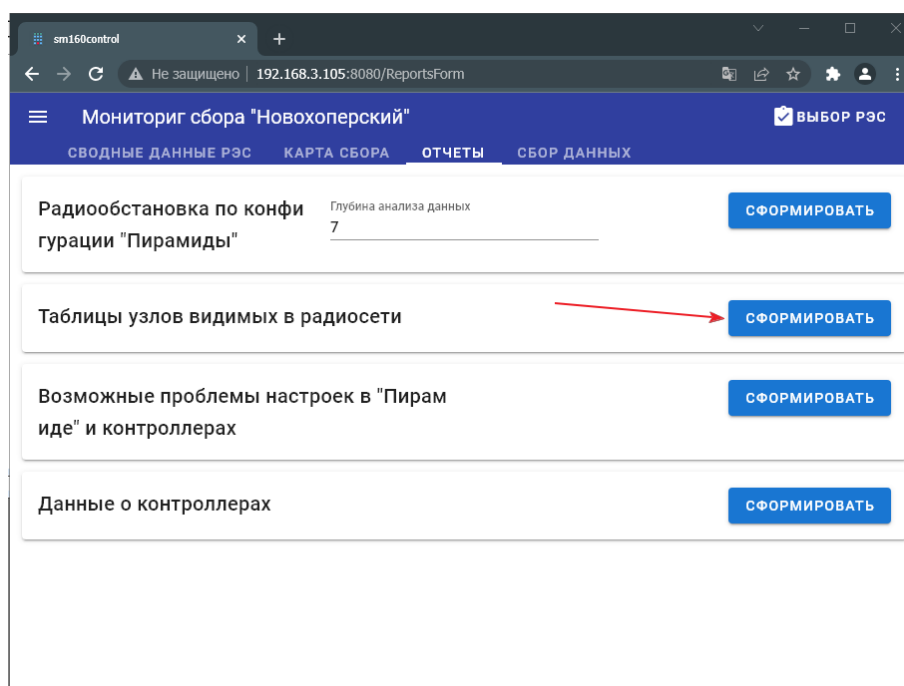 sm160control
Не защищено 192.168.3.105:8080/ReportsForm
Мониториг сбора "Новохоперский"
ВЫБОР РЭС
СВОДНЫЕ ДАННЫЕ РЭС КАРТА СБОРА ОТЧЕТЫ СБОР ДАННЫХ
Радиообстановка по конфи
гурации "Пирамиды"
Глубина анализа данных
7
СФОРМИРОВАТЬ
Таблицы узлов видимых в радиосети
СФОРМИРОВАТЬ
Возможные проблемы настроек в "Пирам
иде" и контроллерах
СФОРМИРОВАТЬ
Данные о контроллерах
СФОРМИРОВАТЬ